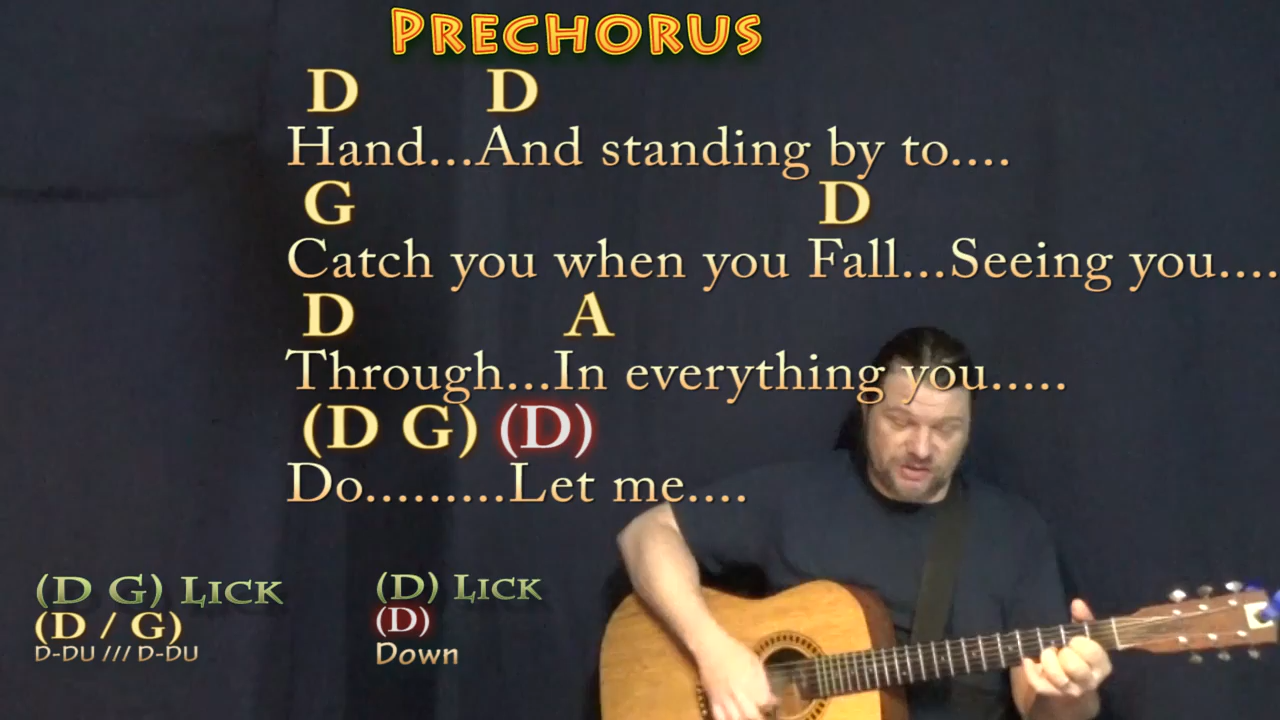 PRECHORUS
D D
Hand...And standing by to....
G D
Catch you when you Fall...Seeing you....
D A
Through...In everything you.....
(D G) (D)
Do.........Let me....
(D G) LICK
(D / G)
D-DU /// D-DU
(D) LICK
(D)
Down